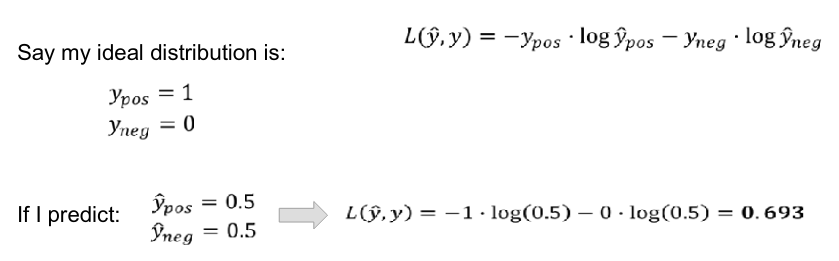 L(ŷ, y) = −y_pos · log ŷ_pos − y_neg · log ŷ_neg
Say my ideal distribution is:
y_pos = 1
y_neg = 0
If I predict:
ŷ_pos = 0.5
ŷ_neg = 0.5
L(ŷ, y) = −1 · log(0.5) − 0 · log(0.5) = 0.693